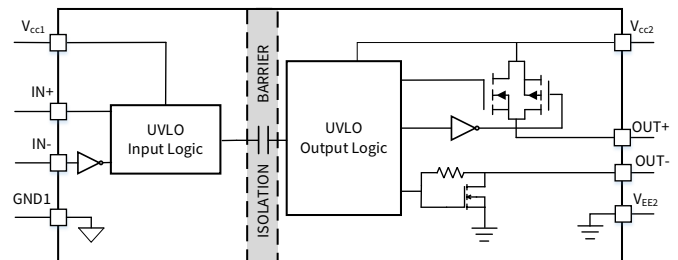 Vcc1
IN+
IN-
GND1
UVLO
Input Logic
ISOLATION BARRIER
UVLO
Output Logic
Vcc2
OUT+
OUT-
VEE2